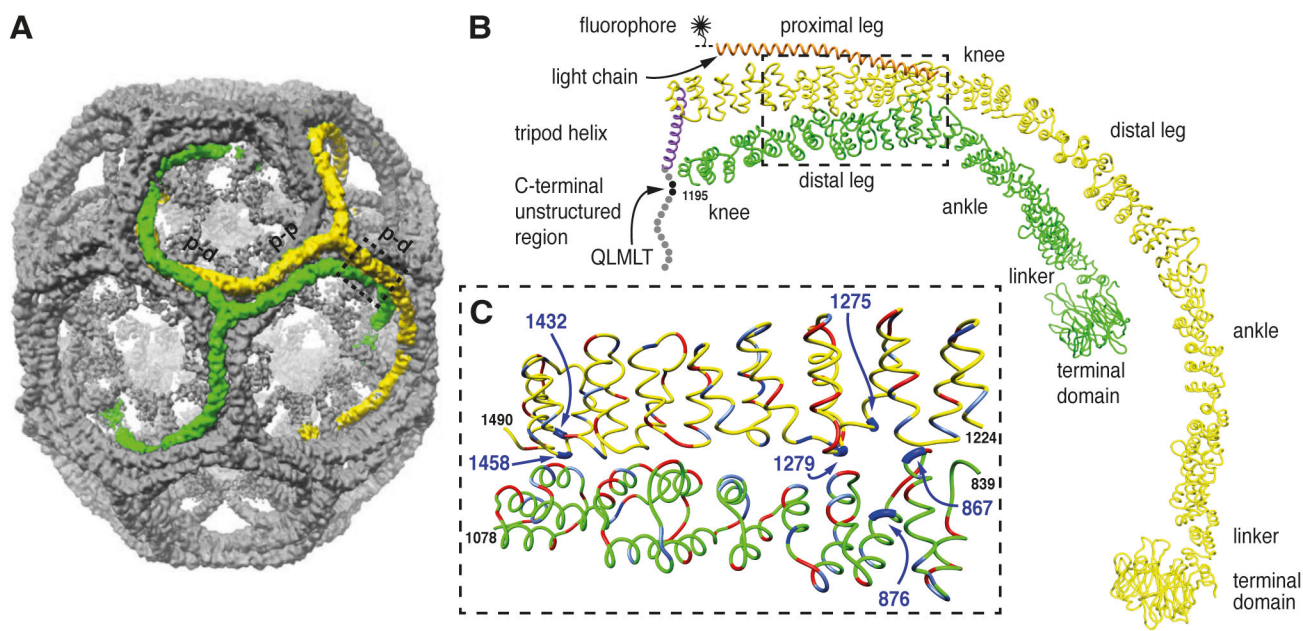 A
p-d
p-p
p-d
B
fluorophore
proximal leg
knee
light chain
distal leg
tripod helix
distal leg
C-terminal
unstructured
region
1195
knee
ankle
QLMLT
linker
ankle
terminal
domain
linker
terminal
domain
C
1432
1275
1490
1224
1458
1279
839
867
1078
876